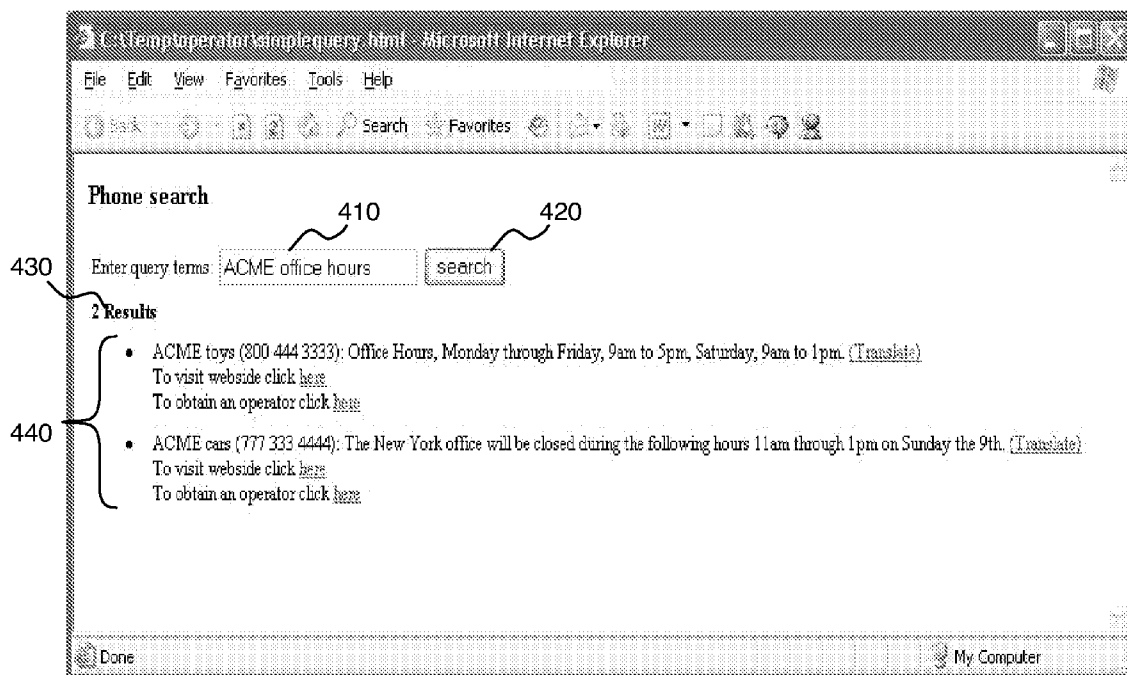 C:\Temp\operator\simplequery.html - Microsoft Internet Explorer
File Edit View Favorites Tools Help
Back Search Favorites
Phone search
410 420
Enter query terms: ACME office hours search
430
2 Results
• ACME toys (800 444 3333): Office Hours, Monday through Friday, 9am to 5pm, Saturday, 9am to 1pm. (Translate)
To visit webside click here
To obtain an operator click here
440
• ACME cars (777 333 4444): The New York office will be closed during the following hours 11am through 1pm on Sunday the 9th. (Translate)
To visit webside click here
To obtain an operator click here
Done My Computer